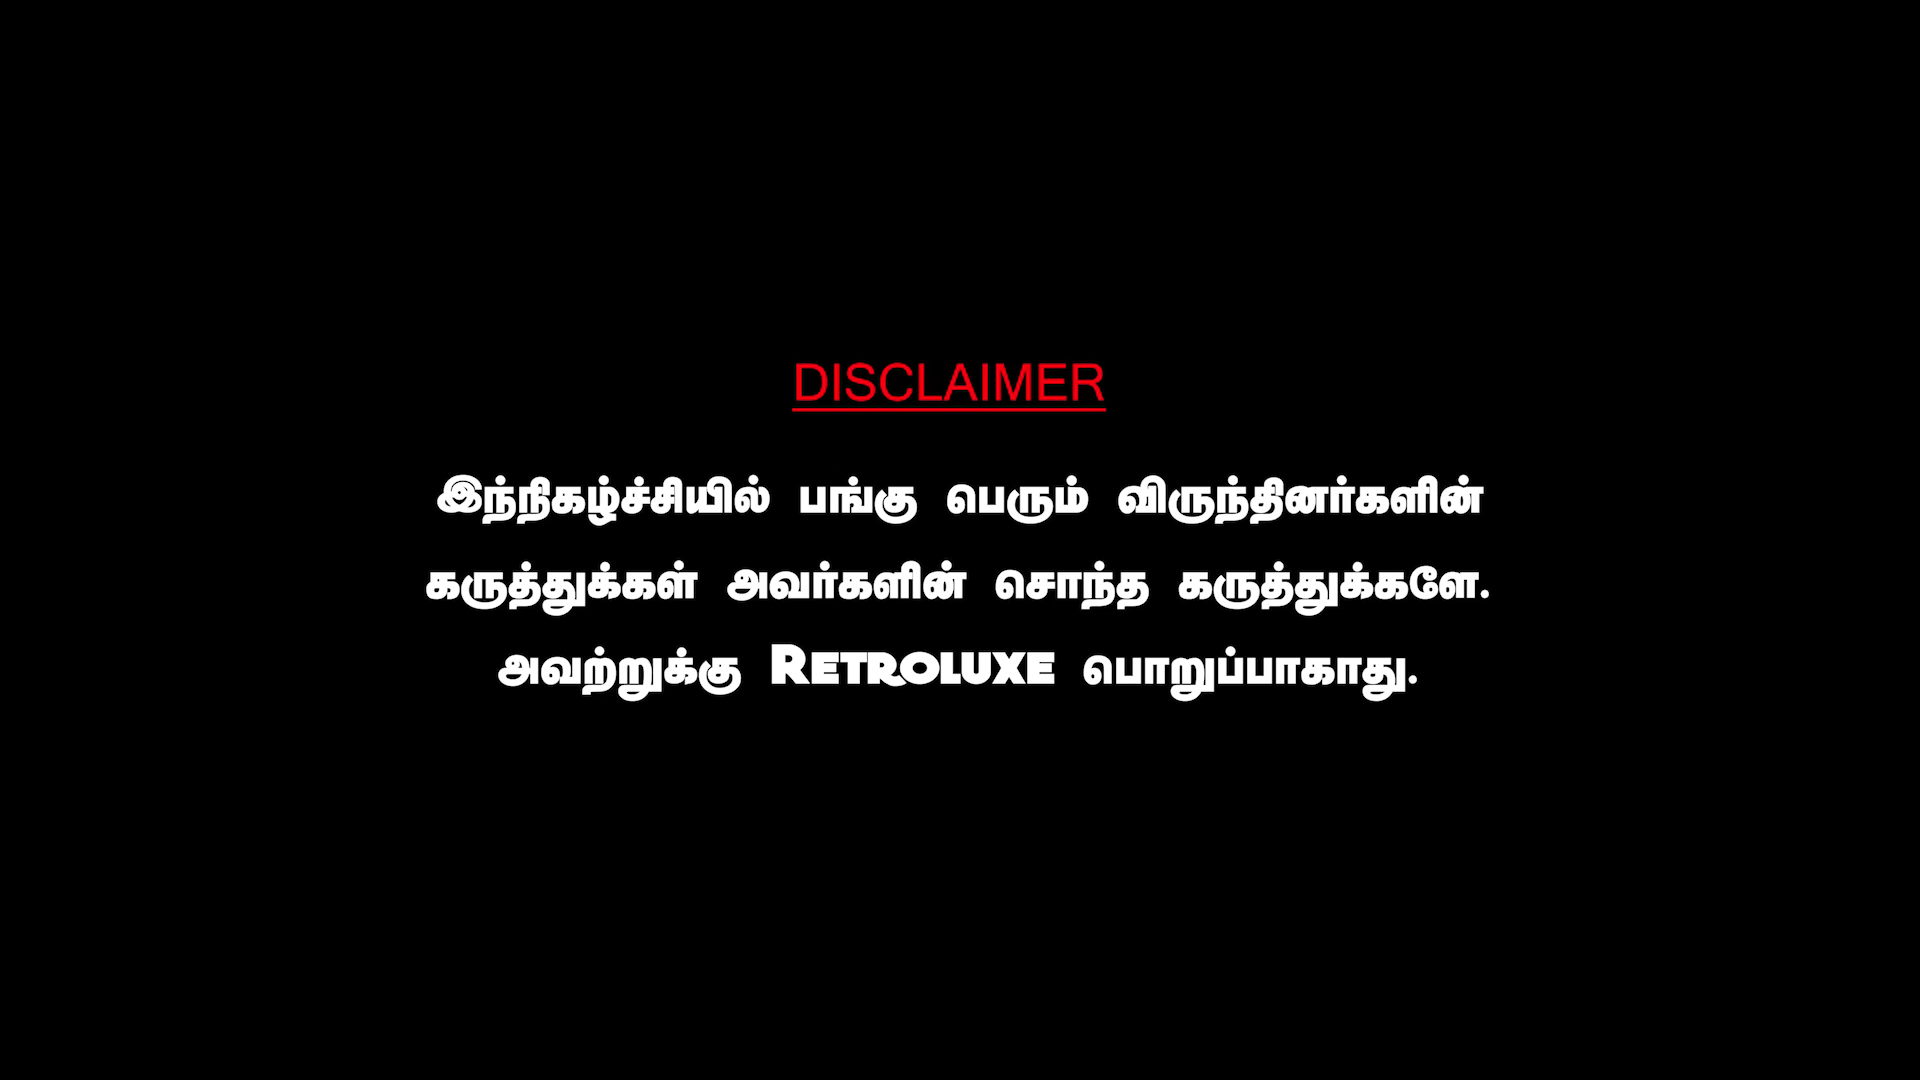 DISCLAIMER
இந்நிகழ்ச்சியில் பங்கு பெரும் விருந்தினர்களின்
கருத்துக்கள் அவர்களின் சொந்த கருத்துக்களே.
அவற்றுக்கு RETROLUXE பொறுப்பாகாது.